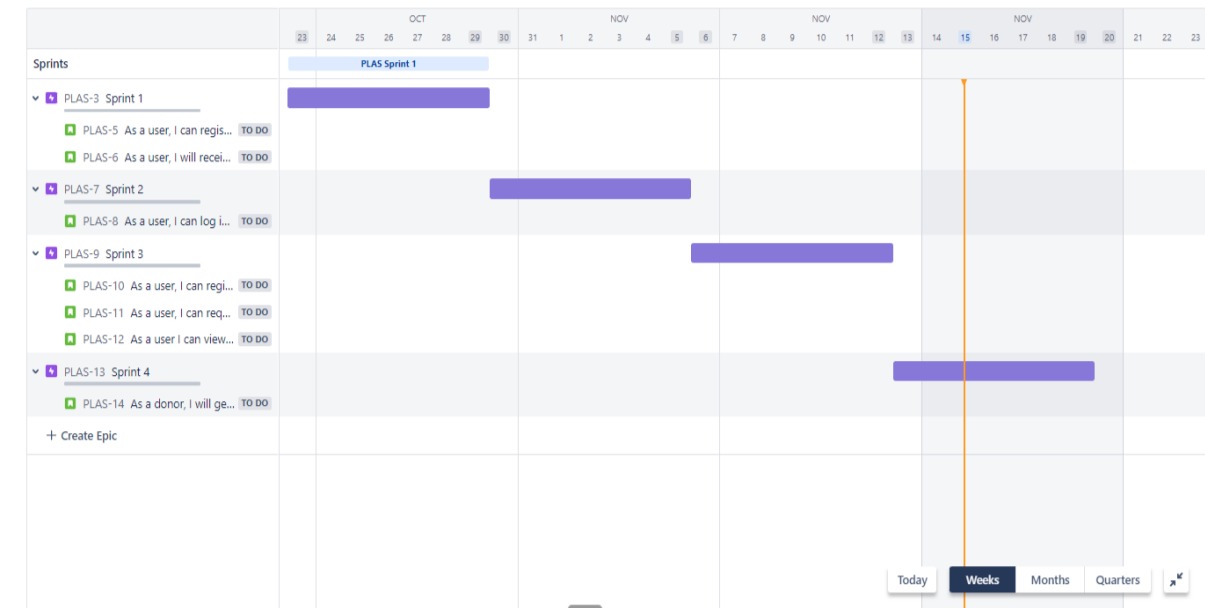 OCT NOV NOV NOV
23 24 25 26 27 28 29 30 31 1 2 3 4 5 6 7 8 9 10 11 12 13 14 15 16 17 18 19 20 21 22 23
Sprints PLAS Sprint 1
PLAS-3 Sprint 1
PLAS-5 As a user, I can regis... TO DO
PLAS-6 As a user, I will recei... TO DO
PLAS-7 Sprint 2
PLAS-8 As a user, I can log i... TO DO
PLAS-9 Sprint 3
PLAS-10 As a user, I can regi... TO DO
PLAS-11 As a user, I can req... TO DO
PLAS-12 As a user I can view... TO DO
PLAS-13 Sprint 4
PLAS-14 As a donor, I will ge... TO DO
+ Create Epic
Today Weeks Months Quarters